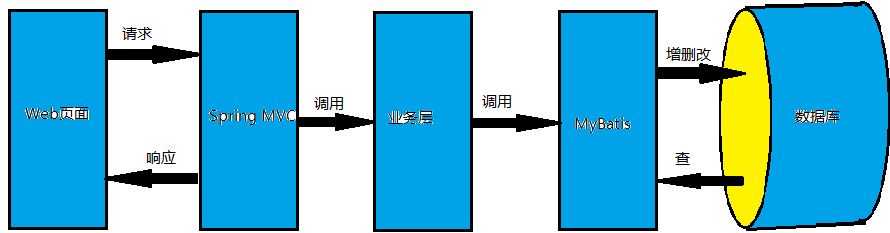 请求
Web页面
响应
Spring MVC
调用
业务层
调用
MyBatis
增删改
查
数据库